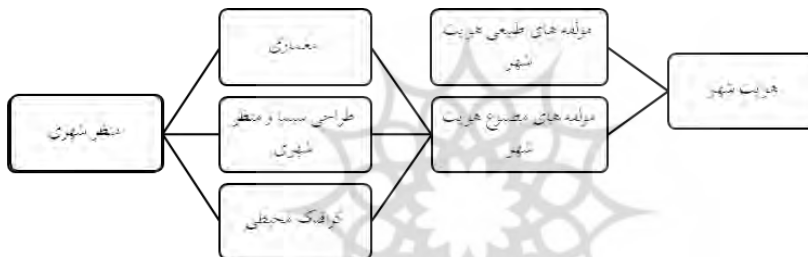 هویت شهر
مولفه های طبیعی هویت
شهر
مولفه های مصنوع هویت
شهر
معماری
طراحی سیما و منظر
شهری
گرافیک محیطی
منظر شهری